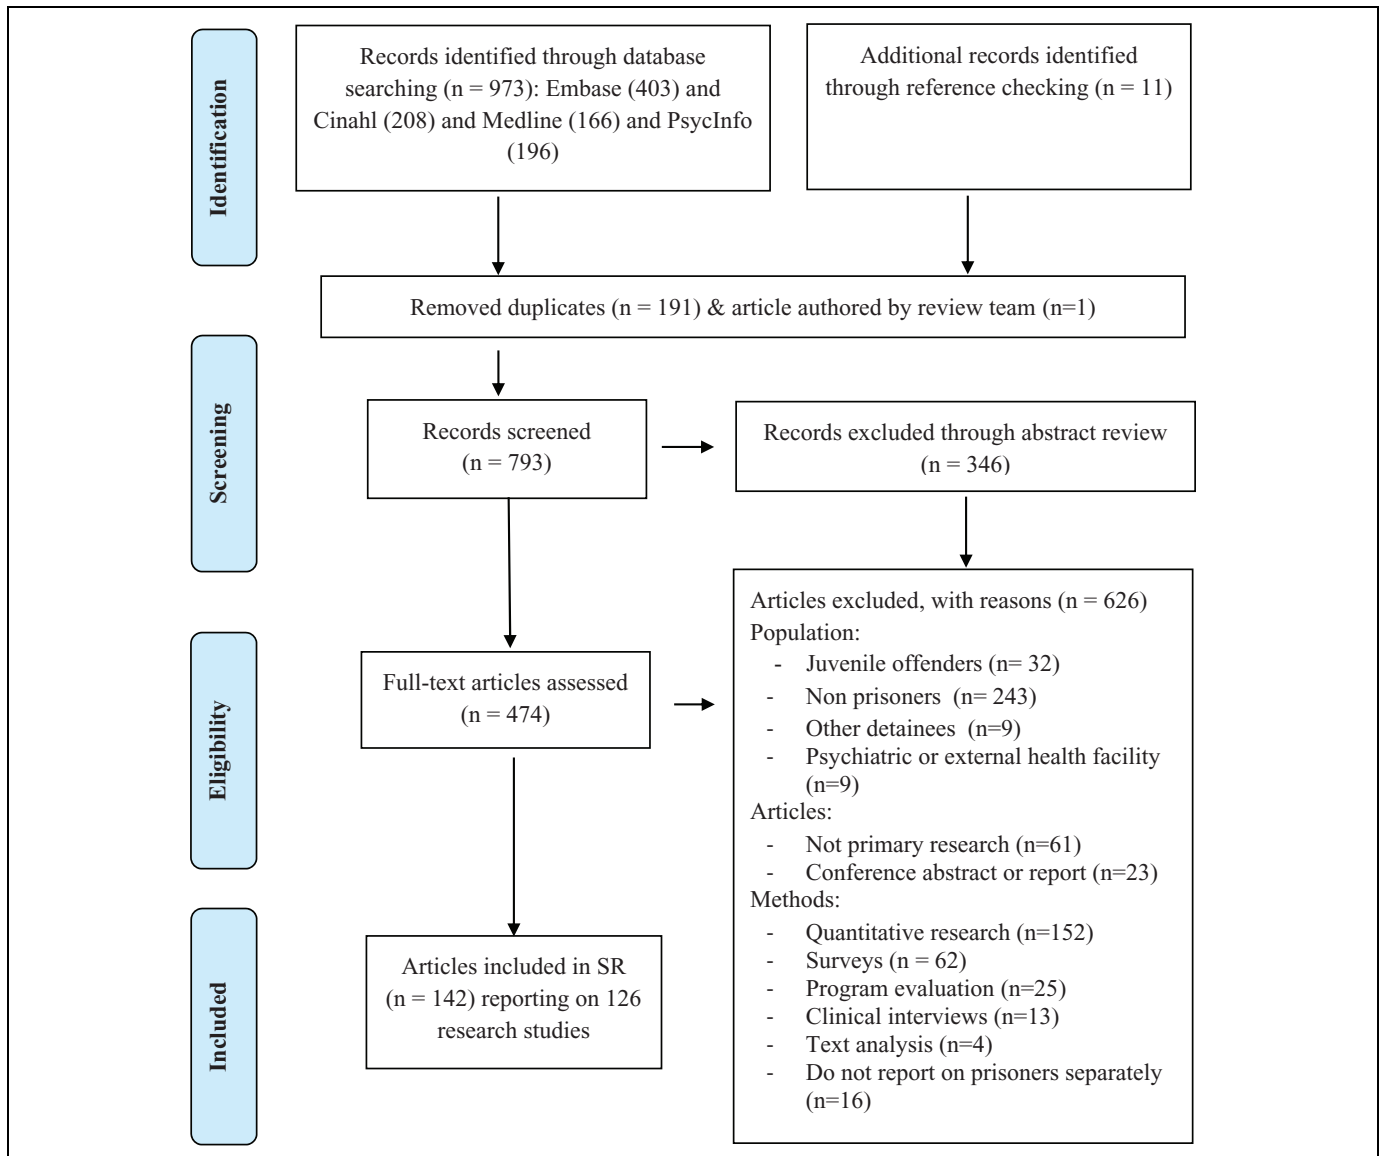 Identification
Records identified through database
searching (n = 973): Embase (403) and
Cinahl (208) and Medline (166) and PsycInfo
(196)
Additional records identified
through reference checking (n = 11)
Removed duplicates (n = 191) & article authored by review team (n=1)
Screening
Records screened
(n = 793)
Records excluded through abstract review
(n = 346)
Eligibility
Full-text articles assessed
(n = 474)
Articles excluded, with reasons (n = 626)
Population:
- Juvenile offenders (n= 32)
- Non prisoners (n= 243)
- Other detainees (n=9)
- Psychiatric or external health facility
(n=9)
Articles:
- Not primary research (n=61)
- Conference abstract or report (n=23)
Methods:
- Quantitative research (n=152)
- Surveys (n = 62)
- Program evaluation (n=25)
- Clinical interviews (n=13)
- Text analysis (n=4)
- Do not report on prisoners separately
(n=16)
Included
Articles included in SR
(n = 142) reporting on 126
research studies